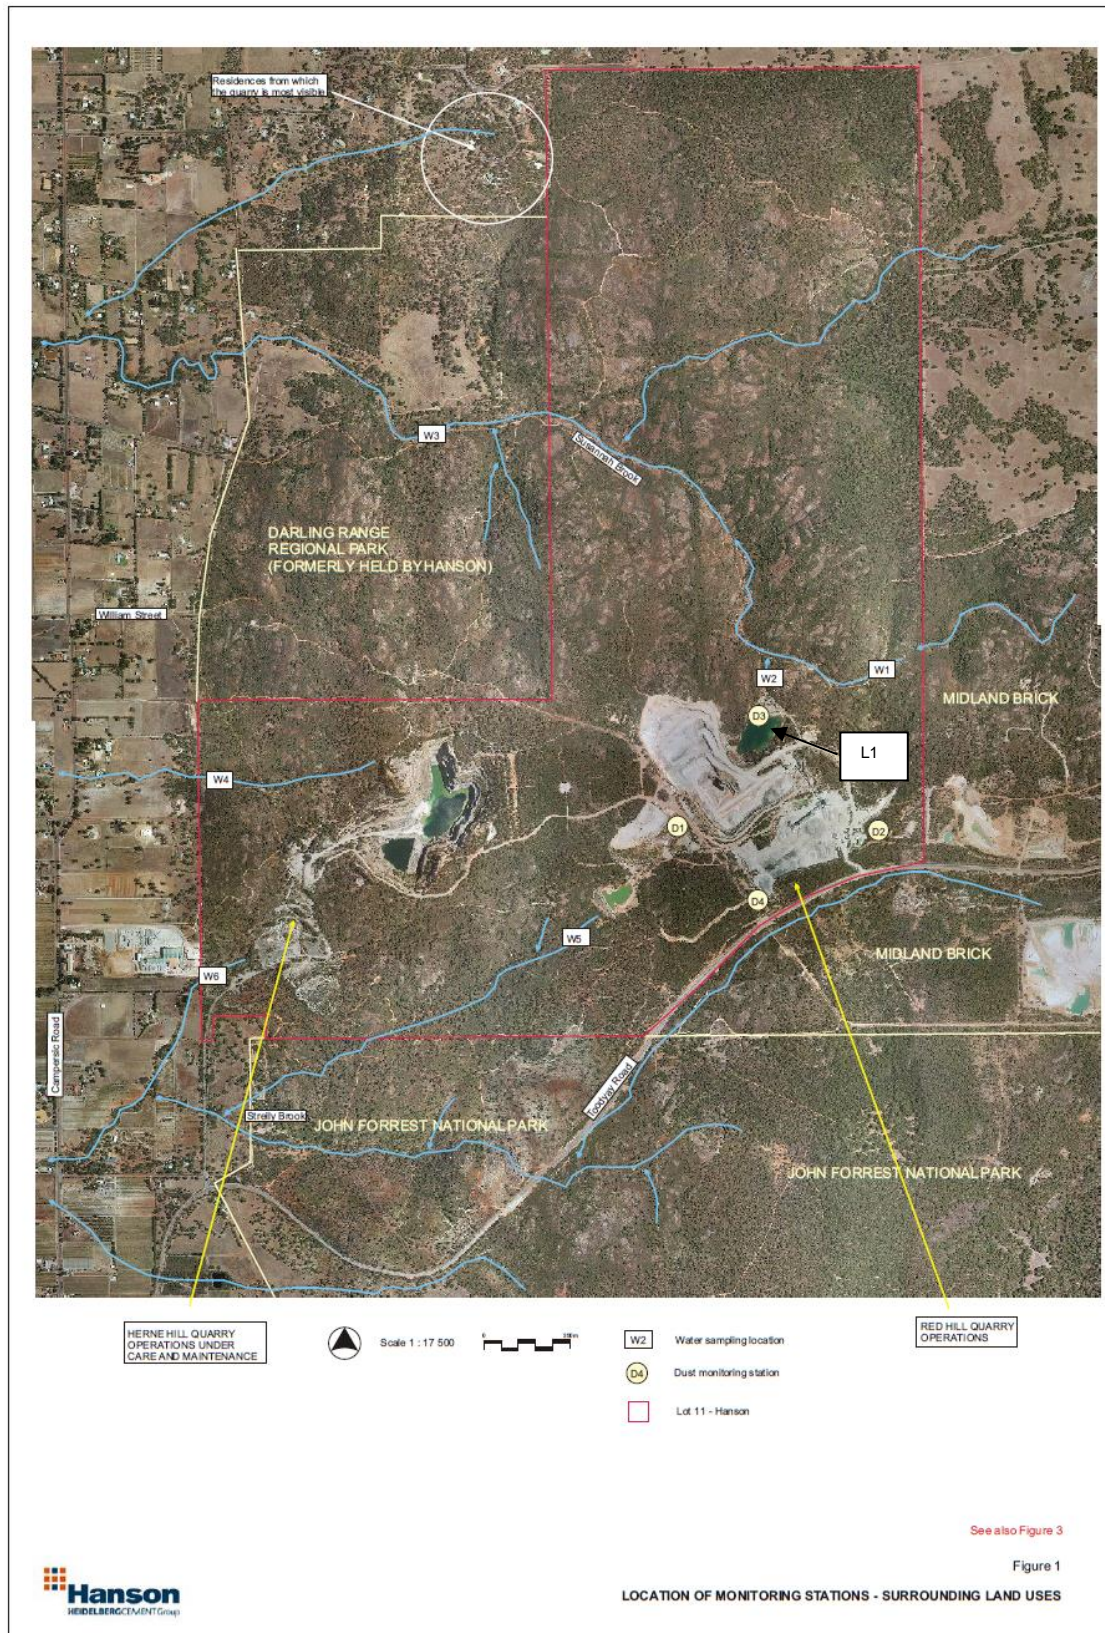 Residences from which
the quarry is most visible
W3
Susannah Brook
DARLING RANGE
REGIONAL PARK
(FORMERLY HELD BY HANSON)
William Street
W2
W1
MIDLAND BRICK
D3
L1
W4
D1
D2
D4
W5
MIDLAND BRICK
W6
Campersic Road
Toodyay Road
Strelly Brook
JOHN FORREST NATIONAL PARK
JOHN FORREST NATIONAL PARK
HERNE HILL QUARRY
OPERATIONS UNDER
CARE AND MAINTENANCE
Scale 1 : 17 500
0
W2
Water sampling location
RED HILL QUARRY
OPERATIONS
D4
Dust monitoring station
Lot 11 - Hanson
See also Figure 3
Figure 1
LOCATION OF MONITORING STATIONS - SURROUNDING LAND USES
Hanson
HEIDELBERGCEMENT Group